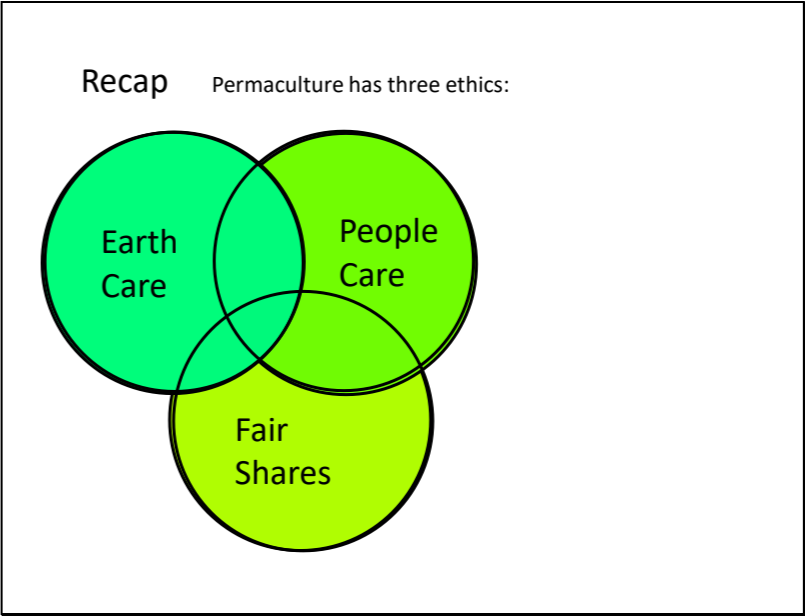 Recap Permaculture has three ethics:
Earth
Care
People
Care
Fair
Shares